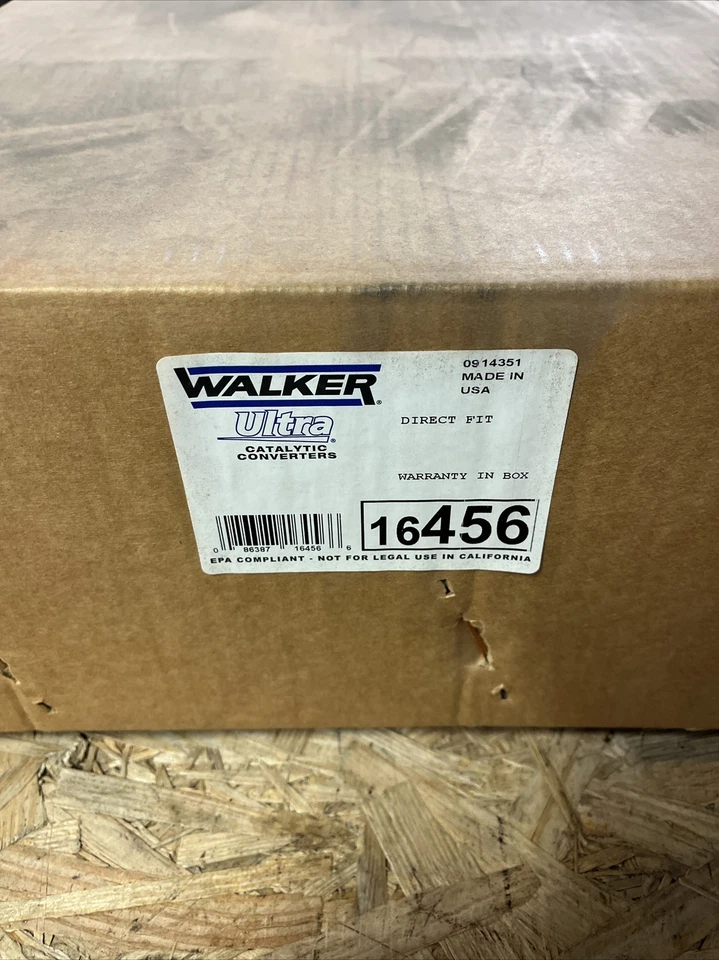 WALKER®
Ultra®
CATALYTIC
CONVERTERS
0914351
MADE IN
USA
DIRECT FIT
WARRANTY IN BOX
16456
0 86387 16456 6
EPA COMPLIANT - NOT FOR LEGAL USE IN CALIFORNIA